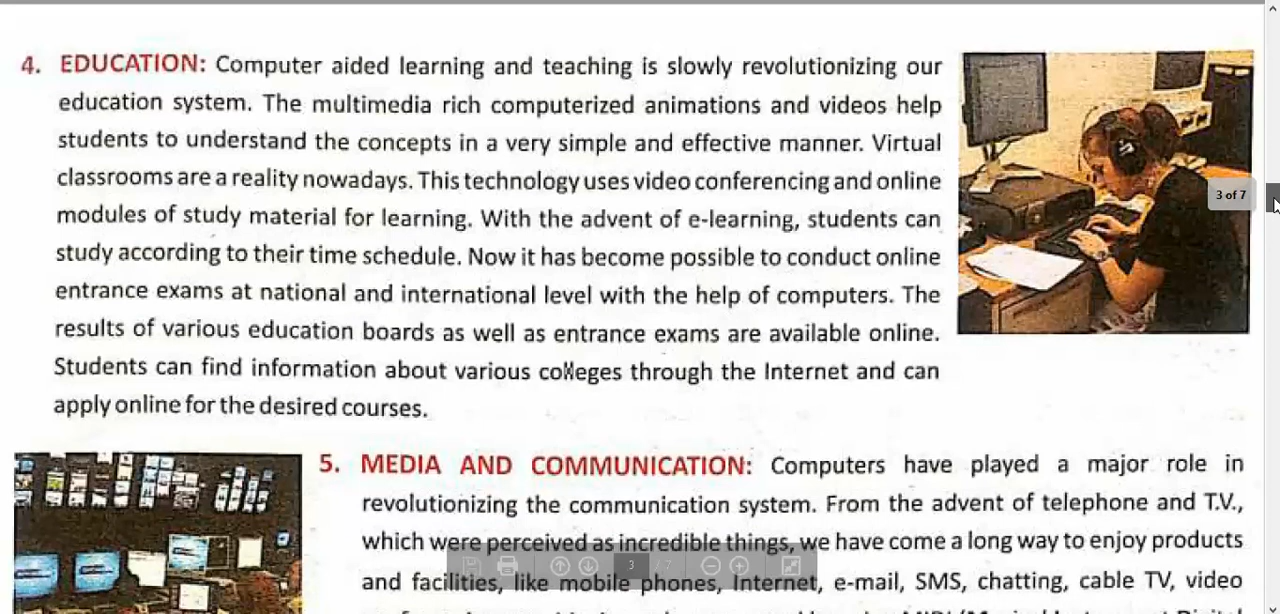 4. EDUCATION: Computer aided learning and teaching is slowly revolutionizing our
education system. The multimedia rich computerized animations and videos help
students to understand the concepts in a very simple and effective manner. Virtual
classrooms are a reality nowadays. This technology uses video conferencing and online
modules of study material for learning. With the advent of e-learning, students can
study according to their time schedule. Now it has become possible to conduct online
entrance exams at national and international level with the help of computers. The
results of various education boards as well as entrance exams are available online.
Students can find information about various colleges through the Internet and can
apply online for the desired courses.
3 of 7
5. MEDIA AND COMMUNICATION: Computers have played a major role in
revolutionizing the communication system. From the advent of telephone and T.V.,
which were perceived as incredible things, we have come a long way to enjoy products
and facilities, like mobile phones, Internet, e-mail, SMS, chatting, cable TV, video
3 / 7